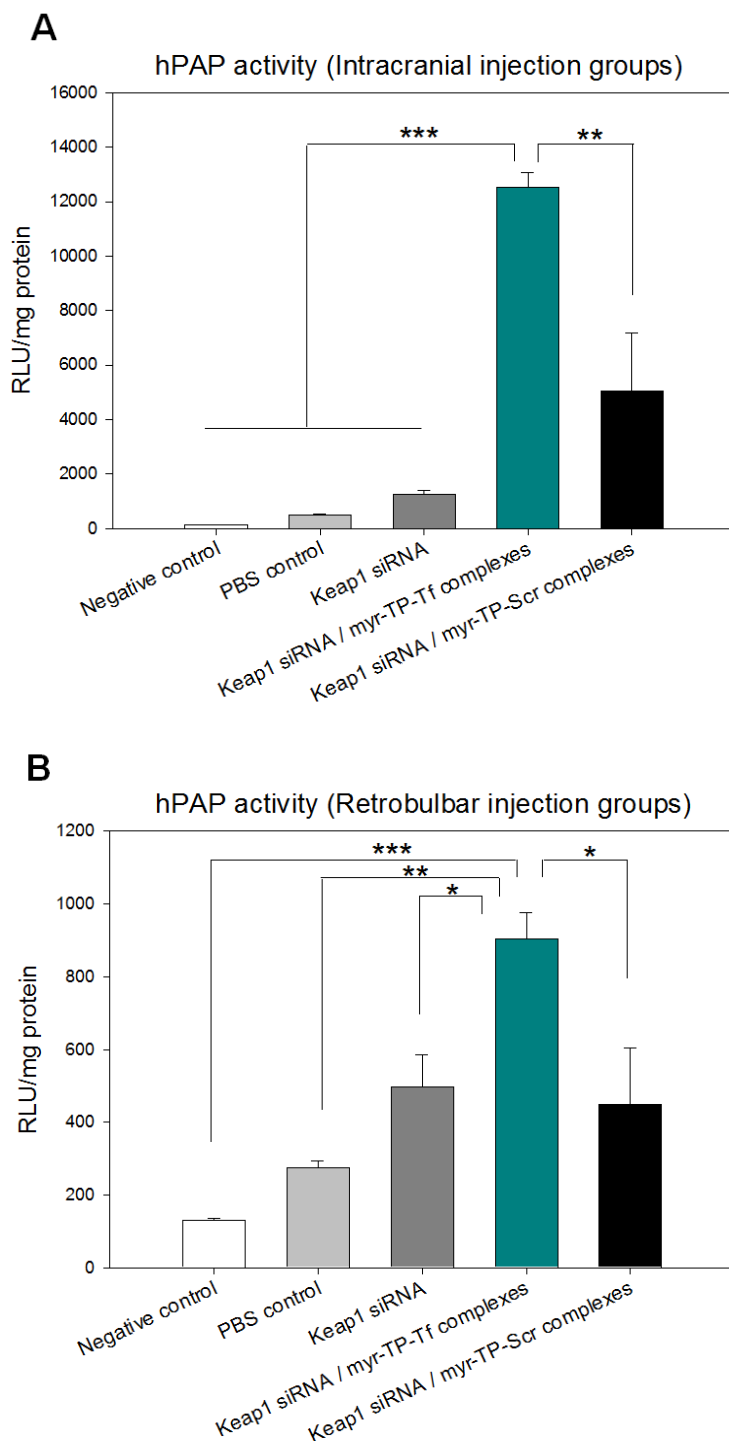 A
hPAP activity (Intracranial injection groups)
16000
14000
12000
10000
8000
6000
4000
2000
0
RLU/mg protein
***
**
Negative control
PBS control
Keap1 siRNA
Keap1 siRNA / myr-TP-Tf complexes
Keap1 siRNA / myr-TP-Scr complexes
B
hPAP activity (Retrobulbar injection groups)
1200
1000
800
600
400
200
0
RLU/mg protein
***
**
*
*
Negative control
PBS control
Keap1 siRNA
Keap1 siRNA / myr-TP-Tf complexes
Keap1 siRNA / myr-TP-Scr complexes